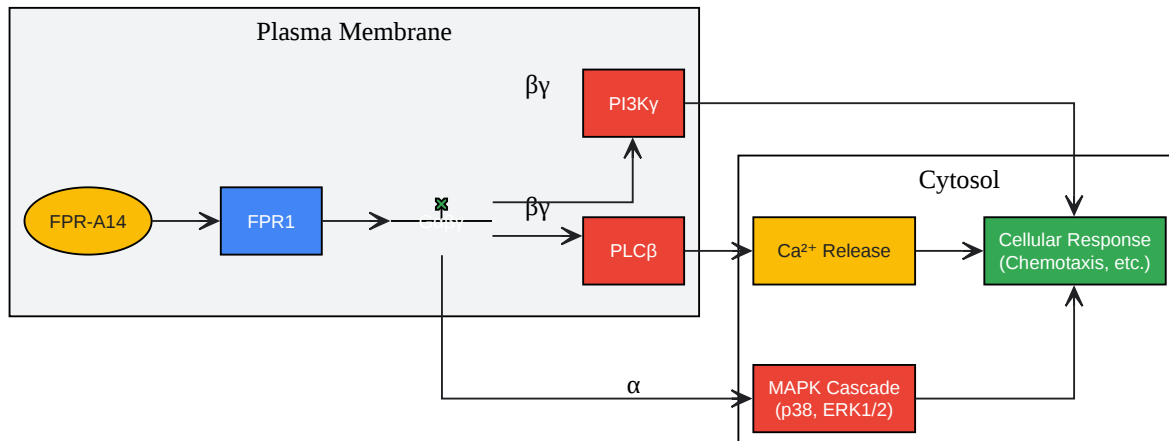 Plasma Membrane
βγ
PI3Kγ
Cytosol
FPR-A14
FPR1
βγ
PLCβ
Ca²⁺ Release
Cellular Response
(Chemotaxis, etc.)
α
MAPK Cascade
(p38, ERK1/2)